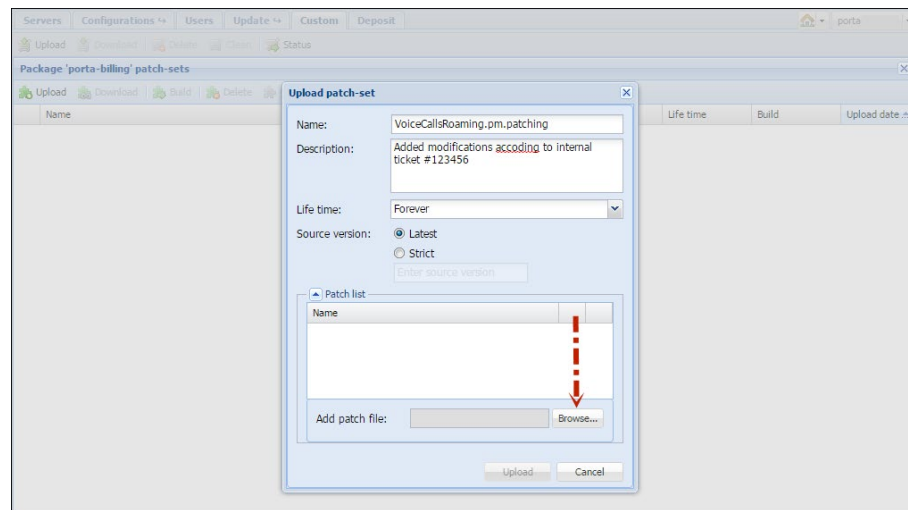 Servers Configurations Users Update Custom Deposit porta
Upload Download Delete Clean Status
Package 'porta-billing' patch-sets
Upload Download Build Delete
Name Life time Build Upload date
Upload patch-set
Name: VoiceCallsRoaming.pm.patching
Description: Added modifications accoding to internal
ticket #123456
Life time: Forever
Source version: Latest
Strict
Enter source version
Patch list
Name
Add patch file: Browse...
Upload Cancel